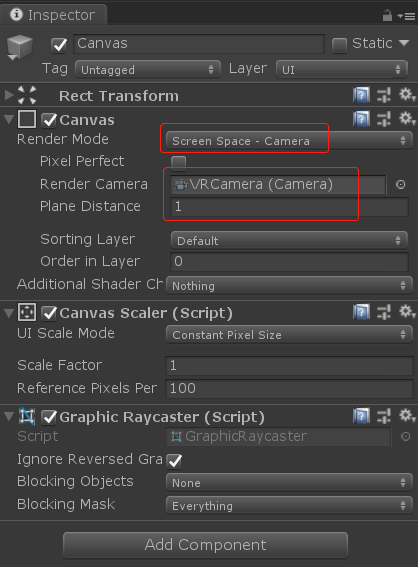 Inspector
Canvas Static
Tag Untagged Layer UI
Rect Transform
Canvas
Render Mode Screen Space - Camera
Pixel Perfect
Render Camera VRCamera (Camera)
Plane Distance 1
Sorting Layer Default
Order in Layer 0
Additional Shader Ch Nothing
Canvas Scaler (Script)
UI Scale Mode Constant Pixel Size
Scale Factor 1
Reference Pixels Per 100
Graphic Raycaster (Script)
Script GraphicRaycaster
Ignore Reversed Gra
Blocking Objects None
Blocking Mask Everything
Add Component